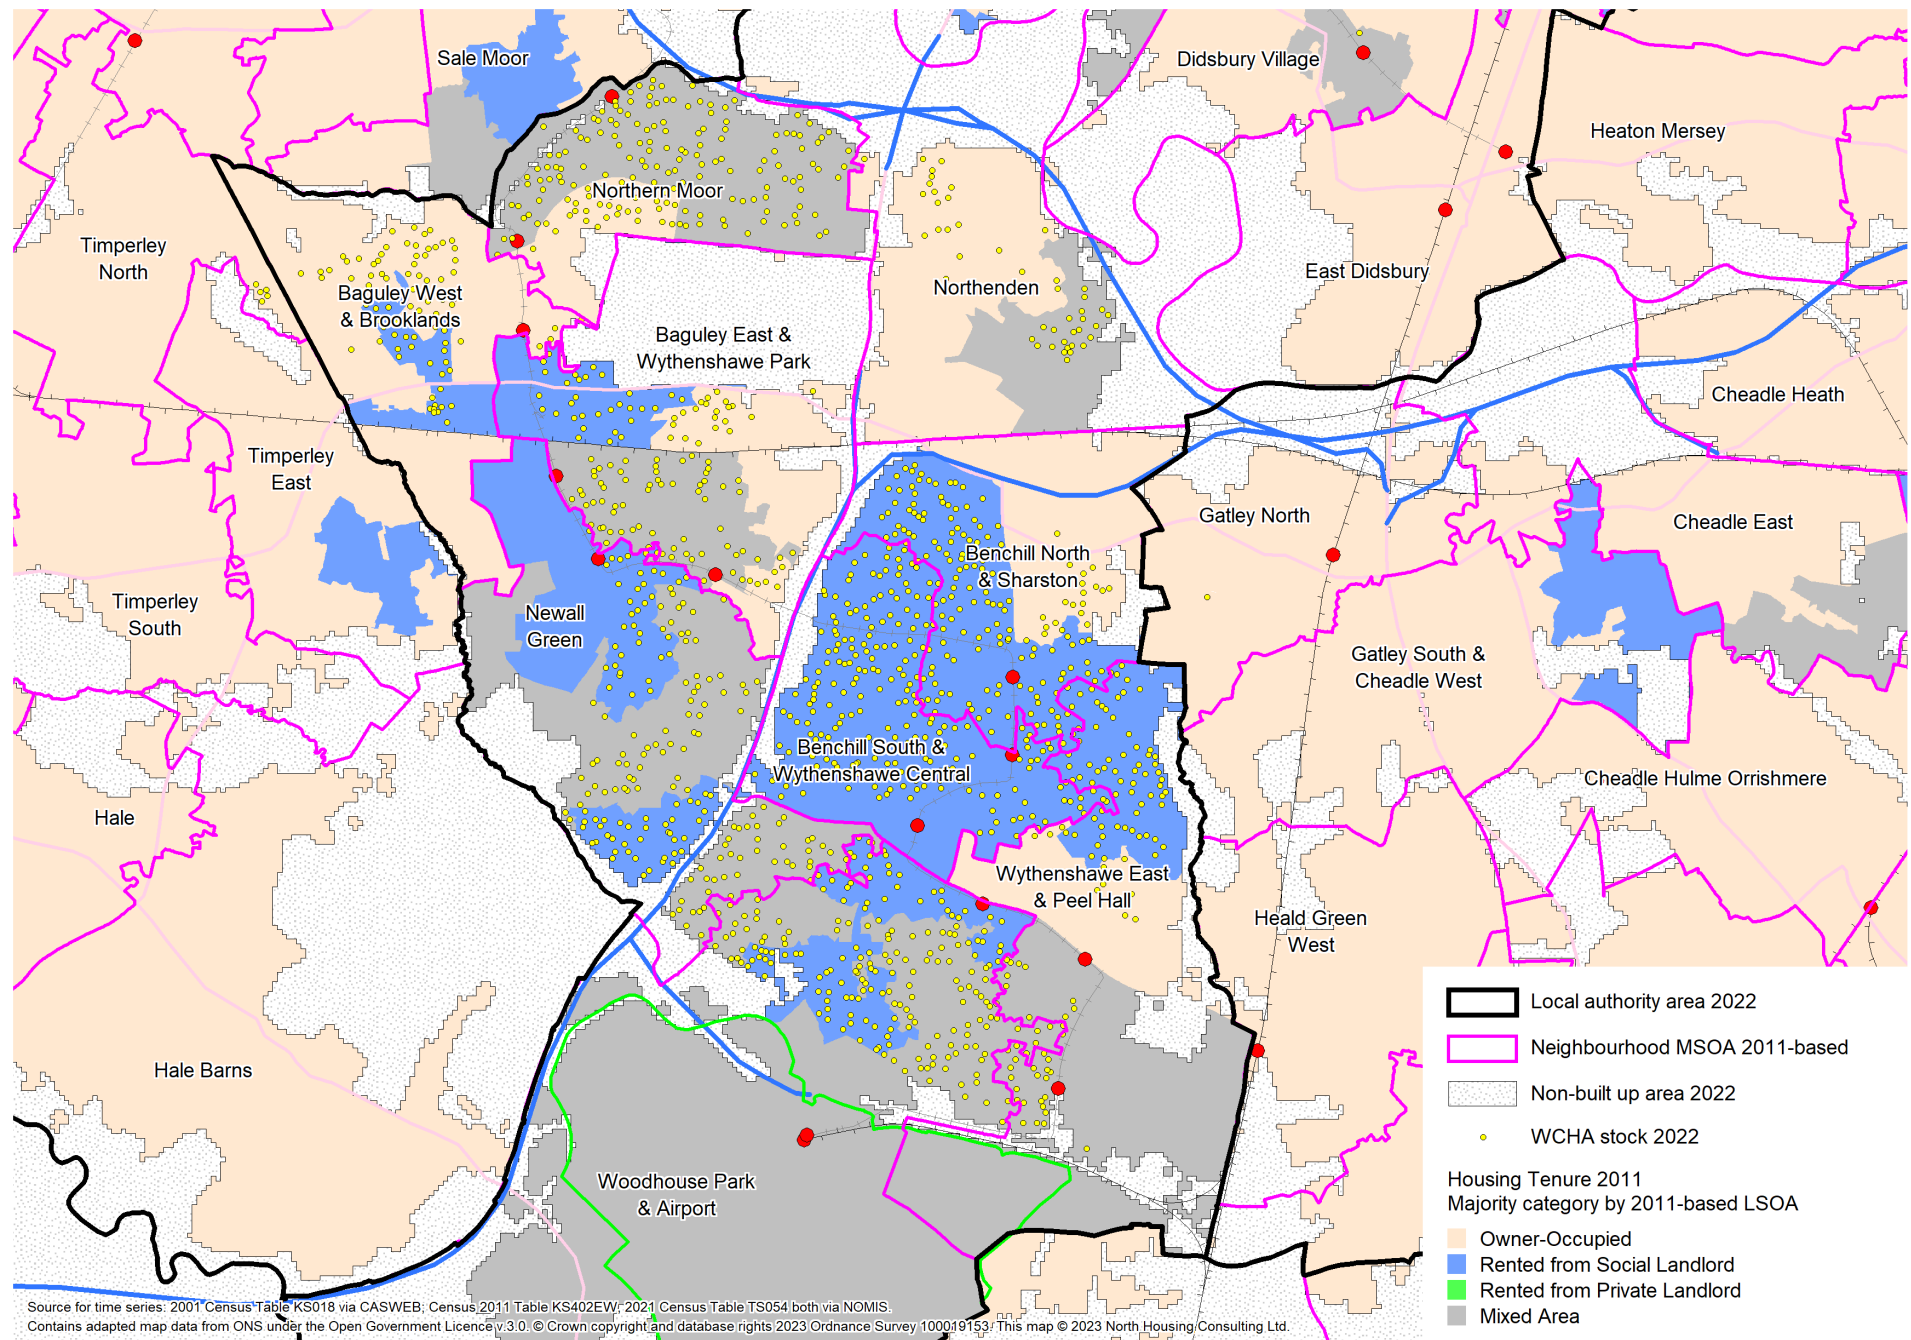 Sale Moor
Didsbury Village
Heaton Mersey
Northern Moor
Timperley
North
East Didsbury
Northenden
Baguley West
& Brooklands
Baguley East &
Wythenshawe Park
Cheadle Heath
Timperley
East
Gatley North
Cheadle East
Benchill North
& Sharston
Timperley
South
Newall
Green
Gatley South &
Cheadle West
Benchill South &
Wythenshawe Central
Cheadle Hulme Orrishmere
Hale
Wythenshawe East
& Peel Hall
Heald Green
West
Hale Barns
Woodhouse Park
& Airport
Local authority area 2022
Neighbourhood MSOA 2011-based
Non-built up area 2022
WCHA stock 2022
Housing Tenure 2011
Majority category by 2011-based LSOA
Owner-Occupied
Rented from Social Landlord
Rented from Private Landlord
Mixed Area
Source for time series: 2001 Census Table KS018 via CASWEB; Census 2011 Table KS402EW; 2021 Census Table TS054 both via NOMIS.
Contains adapted map data from ONS under the Open Government Licence v.3.0. © Crown copyright and database rights 2023 Ordnance Survey 100019153. This map © 2023 North Housing Consulting Ltd.